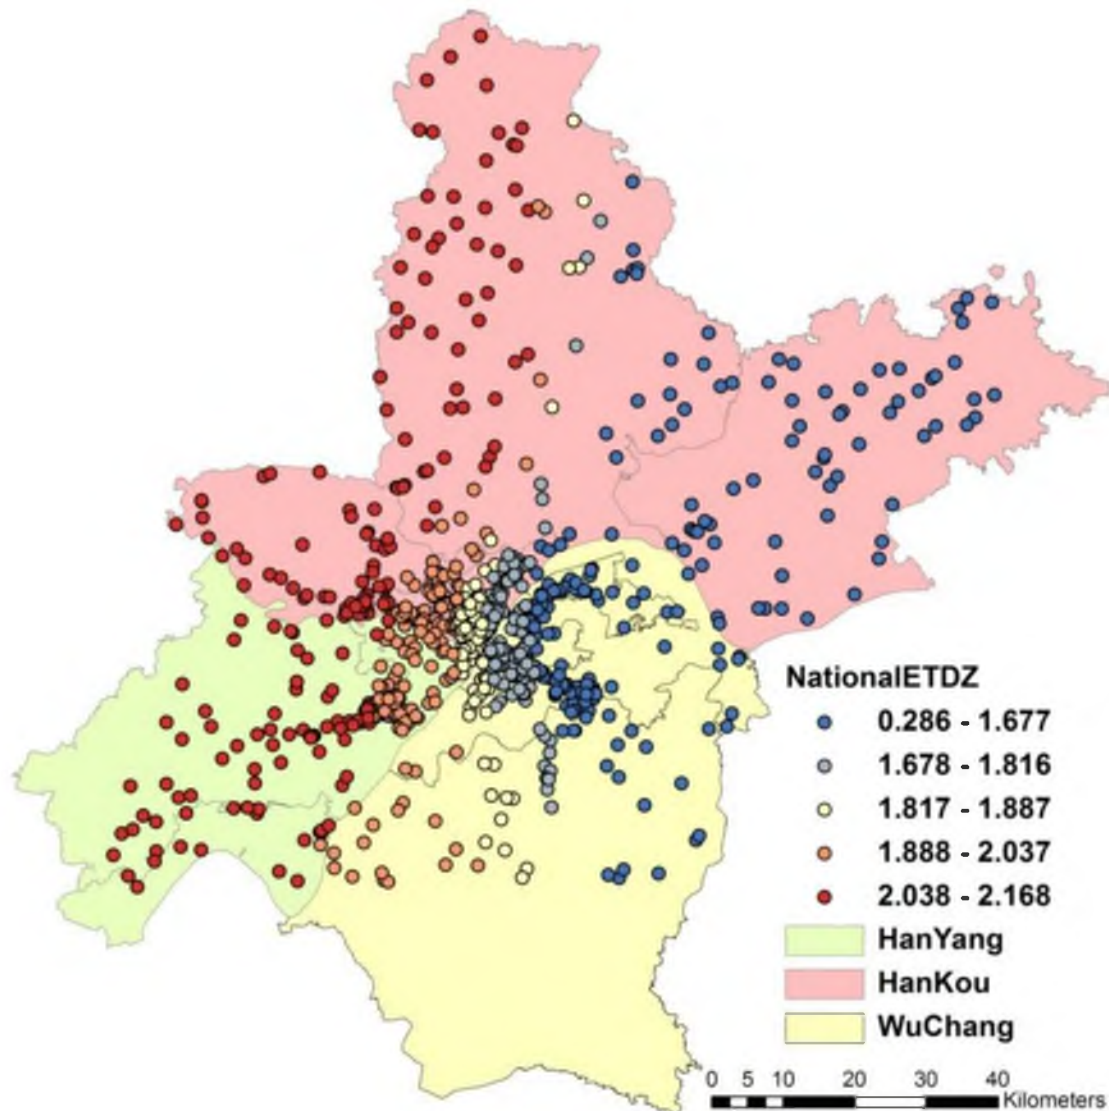 NationalETDZ
0.286 - 1.677
1.678 - 1.816
1.817 - 1.887
1.888 - 2.037
2.038 - 2.168
HanYang
HanKou
WuChang
0 5 10 20 30 40
Kilometers